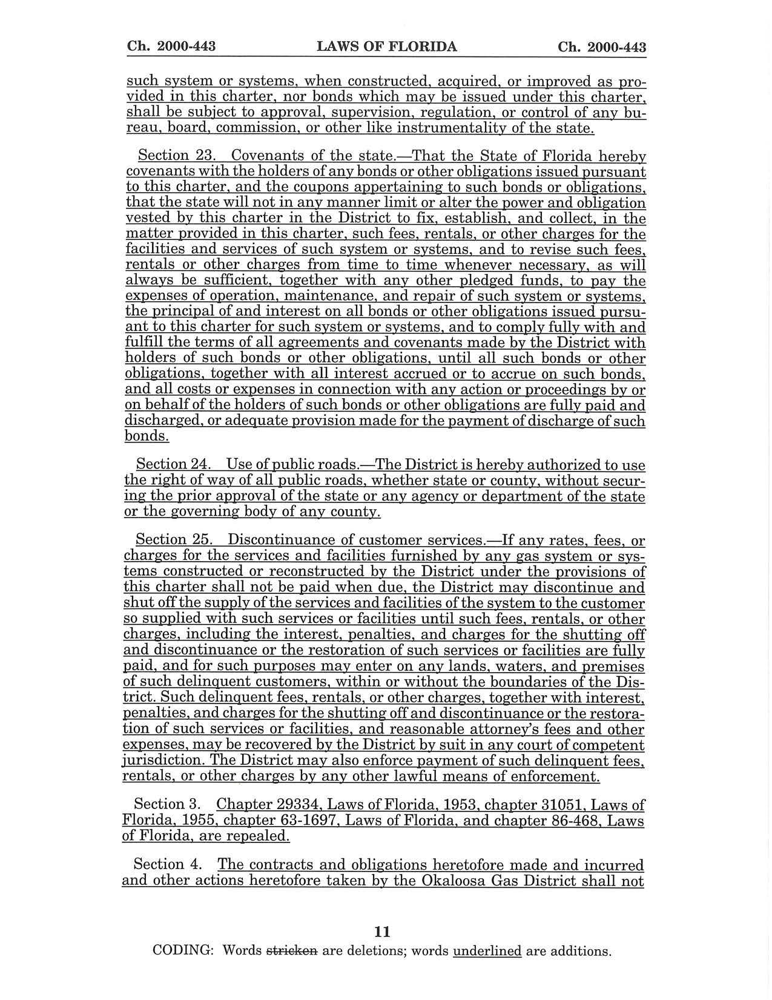 Ch. 2000-443 LAWS OF FLORIDA Ch. 2000-443
such system or systems, when constructed, acquired, or improved as pro-
vided in this charter, nor bonds which may be issued under this charter,
shall be subject to approval, supervision, regulation, or control of any bu-
reau, board, commission, or other like instrumentality of the state.
Section 23. Covenants of the state.—That the State of Florida hereby
covenants with the holders of any bonds or other obligations issued pursuant
to this charter, and the coupons appertaining to such bonds or obligations,
that the state will not in any manner limit or alter the power and obligation
vested by this charter in the District to fix, establish, and collect, in the
matter provided in this charter, such fees, rentals, or other charges for the
facilities and services of such system or systems, and to revise such fees,
rentals or other charges from time to time whenever necessary, as will
always be sufficient, together with any other pledged funds, to pay the
expenses of operation, maintenance, and repair of such system or systems,
the principal of and interest on all bonds or other obligations issued pursu-
ant to this charter for such system or systems, and to comply fully with and
fulfill the terms of all agreements and covenants made by the District with
holders of such bonds or other obligations, until all such bonds or other
obligations, together with all interest accrued or to accrue on such bonds,
and all costs or expenses in connection with any action or proceedings by or
on behalf of the holders of such bonds or other obligations are fully paid and
discharged, or adequate provision made for the payment of discharge of such
bonds.
Section 24. Use of public roads.—The District is hereby authorized to use
the right of way of all public roads, whether state or county, without secur-
ing the prior approval of the state or any agency or department of the state
or the governing body of any county.
Section 25. Discontinuance of customer services.—If any rates, fees, or
charges for the services and facilities furnished by any gas system or sys-
tems constructed or reconstructed by the District under the provisions of
this charter shall not be paid when due, the District may discontinue and
shut off the supply of the services and facilities of the system to the customer
so supplied with such services or facilities until such fees, rentals, or other
charges, including the interest, penalties, and charges for the shutting off
and discontinuance or the restoration of such services or facilities are fully
paid, and for such purposes may enter on any lands, waters, and premises
of such delinquent customers, within or without the boundaries of the Dis-
trict. Such delinquent fees, rentals, or other charges, together with interest,
penalties, and charges for the shutting off and discontinuance or the restora-
tion of such services or facilities, and reasonable attorney's fees and other
expenses, may be recovered by the District by suit in any court of competent
jurisdiction. The District may also enforce payment of such delinquent fees,
rentals, or other charges by any other lawful means of enforcement.
Section 3. Chapter 29334, Laws of Florida, 1953, chapter 31051, Laws of
Florida, 1955, chapter 63-1697, Laws of Florida, and chapter 86-468, Laws
of Florida, are repealed.
Section 4. The contracts and obligations heretofore made and incurred
and other actions heretofore taken by the Okaloosa Gas District shall not
11
CODING: Words stricken are deletions; words underlined are additions.